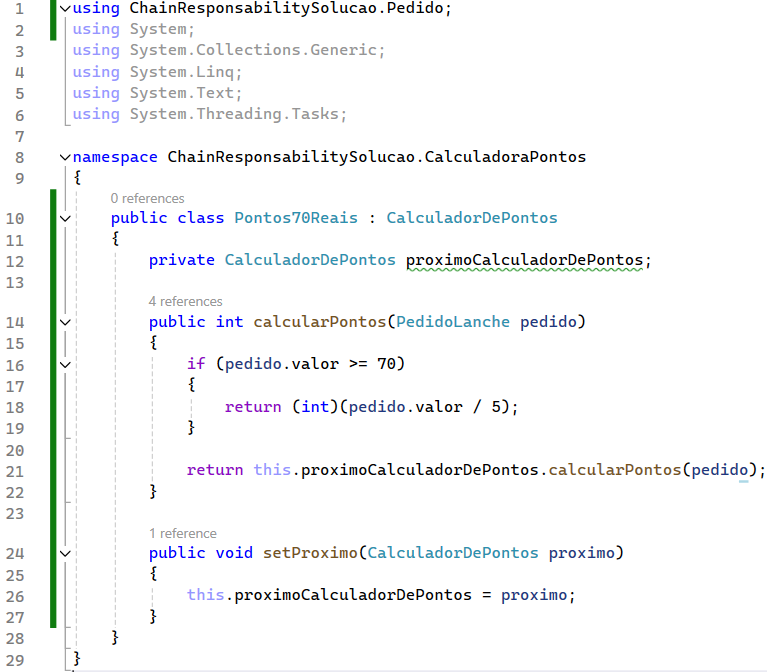 1 using ChainResponsabilitySolucao.Pedido;
2 using System;
3 using System.Collections.Generic;
4 using System.Linq;
5 using System.Text;
6 using System.Threading.Tasks;
7
8 namespace ChainResponsabilitySolucao.CalculadoraPontos
9 {
0 references
10 public class Pontos70Reais : CalculadorDePontos
11 {
12 private CalculadorDePontos proximoCalculadorDePontos;
13
4 references
14 public int calcularPontos(PedidoLanche pedido)
15 {
16 if (pedido.valor >= 70)
17 {
18 return (int)(pedido.valor / 5);
19 }
20
21 return this.proximoCalculadorDePontos.calcularPontos(pedido);
22 }
23
1 reference
24 public void setProximo(CalculadorDePontos proximo)
25 {
26 this.proximoCalculadorDePontos = proximo;
27 }
28 }
29 }